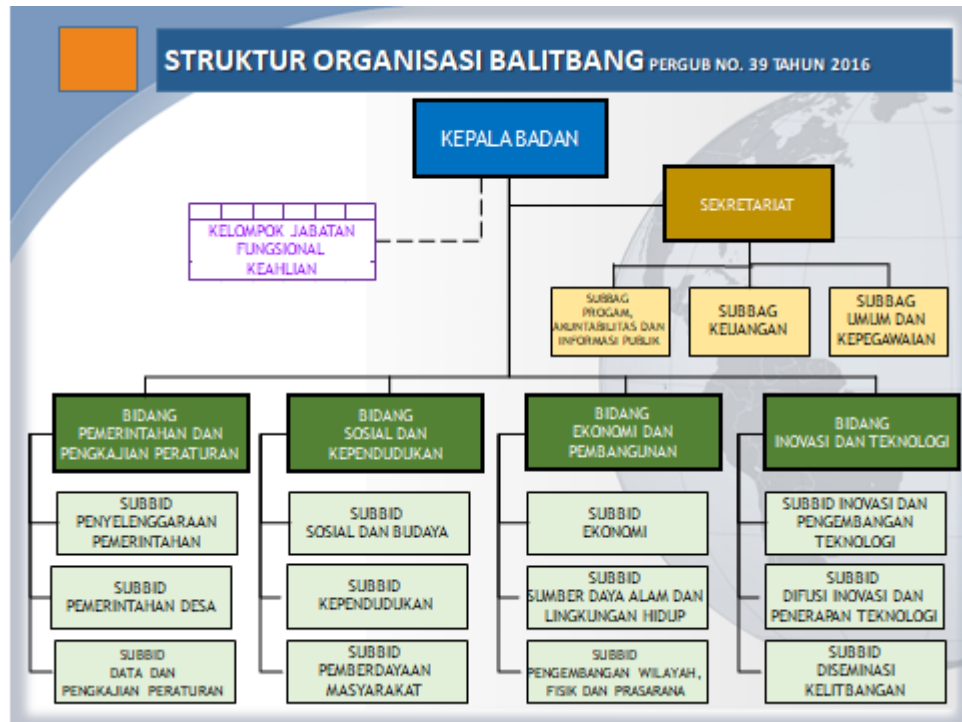 STRUKTUR ORGANISASI BALITBANG PERGUB NO. 39 TAHUN 2016
KEPALA BADAN
SEKRETARIAT
KELOMPOK JABATAN
FUNGSIONAL
KEAHLIAN
SUBBAG
PROGAM,
AKUNTABILITAS DAN
INFORMASI PUBLIK
SUBBAG
KEUANGAN
SUBBAG
UMUM DAN
KEPEGAWAIAN
BIDANG
PEMERINTAHAN DAN
PENGKAJIAN PERATURAN
BIDANG
SOSIAL DAN
KEPENDUDUKAN
BIDANG
EKONOMI DAN
PEMBANGUNAN
BIDANG
INOVASI DAN TEKNOLOGI
SUBBID
PENYELENGGARAAN
PEMERINTAHAN
SUBBID
SOSIAL DAN BUDAYA
SUBBID
EKONOMI
SUBBID INOVASI DAN
PENGEMBANGAN
TEKNOLOGI
SUBBID
PEMERINTAHAN DESA
SUBBID
KEPENDUDUKAN
SUBBID
SUMBER DAYA ALAM DAN
LINGKUNGAN HIDUP
SUBBID
DIFUSI INOVASI DAN
PENERAPAN TEKNOLOGI
SUBBID
DATA DAN
PENGKAJIAN PERATURAN
SUBBID
PEMBERDAYAAN
MASYARAKAT
SUBBID
PENGEMBANGAN WILAYAH,
FISIK DAN PRASARANA
SUBBID
DISEMINASI
KELITBANGAN